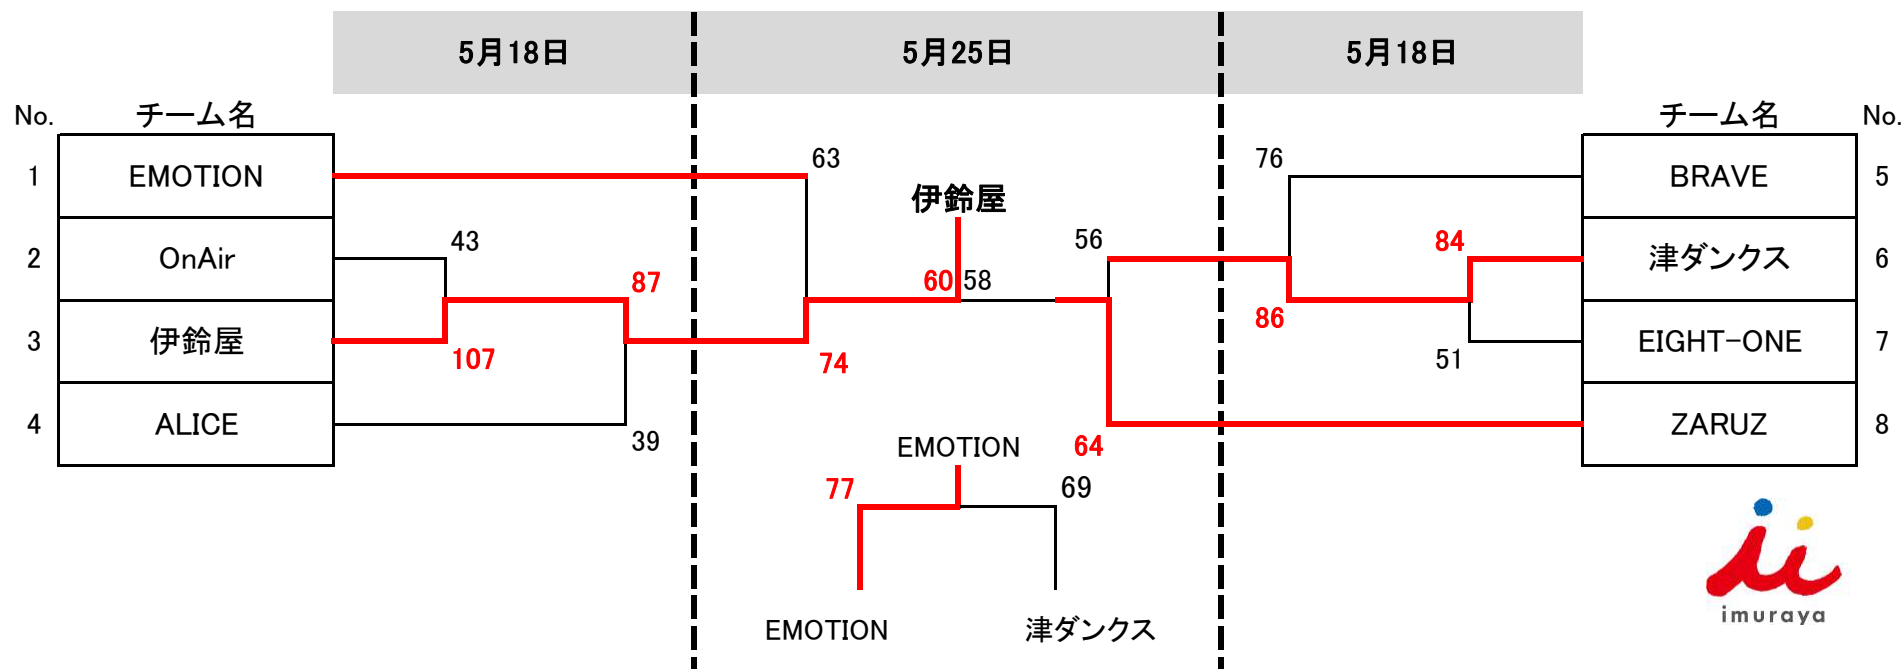 5月18日 5月25日 5月18日
No. チーム名 チーム名 No.
1 EMOTION 63 76 BRAVE 5
伊鈴屋
2 OnAir 43 56 84 津ダンクス 6
87 60 58 86
3 伊鈴屋 107 74 51 EIGHT-ONE 7
4 ALICE 39 64 ZARUZ 8
EMOTION
77 69
EMOTION 津ダンクス
imuraya